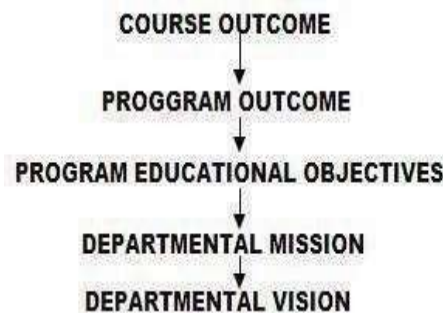 COURSE OUTCOME
PROGGRAM OUTCOME
PROGRAM EDUCATIONAL OBJECTIVES
DEPARTMENTAL MISSION
DEPARTMENTAL VISION